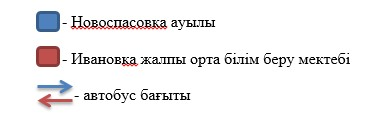 - Новоспасовка ауылы
- Ивановка жалпы орта білім беру мектебі
- автобус бағыты